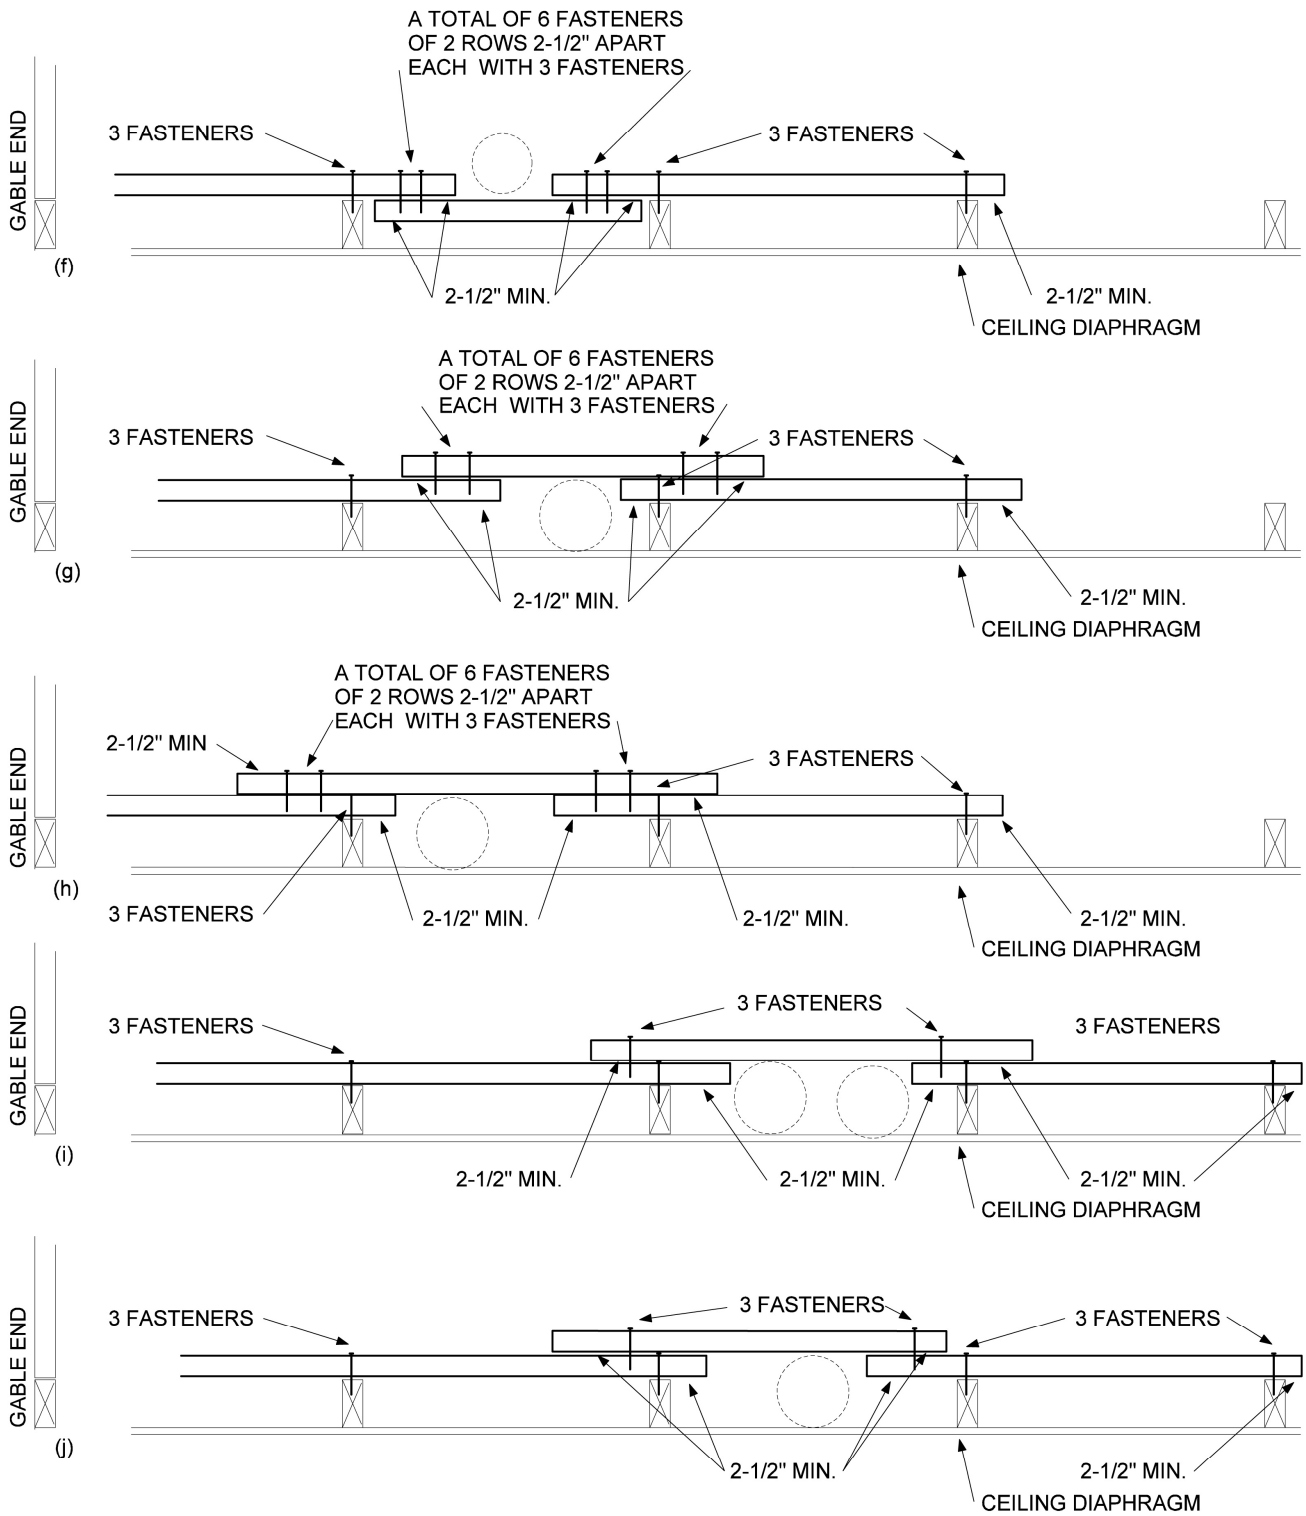 A TOTAL OF 6 FASTENERS
OF 2 ROWS 2-1/2" APART
EACH WITH 3 FASTENERS
3 FASTENERS
3 FASTENERS
GABLE END
(f)
2-1/2" MIN.
2-1/2" MIN.
CEILING DIAPHRAGM
A TOTAL OF 6 FASTENERS
OF 2 ROWS 2-1/2" APART
EACH WITH 3 FASTENERS
3 FASTENERS
3 FASTENERS
GABLE END
(g)
2-1/2" MIN.
2-1/2" MIN.
CEILING DIAPHRAGM
A TOTAL OF 6 FASTENERS
OF 2 ROWS 2-1/2" APART
EACH WITH 3 FASTENERS
2-1/2" MIN
3 FASTENERS
GABLE END
(h)
3 FASTENERS
2-1/2" MIN.
2-1/2" MIN.
2-1/2" MIN.
CEILING DIAPHRAGM
3 FASTENERS
3 FASTENERS
3 FASTENERS
GABLE END
(i)
2-1/2" MIN.
2-1/2" MIN.
2-1/2" MIN.
CEILING DIAPHRAGM
3 FASTENERS
3 FASTENERS
3 FASTENERS
GABLE END
(j)
2-1/2" MIN.
2-1/2" MIN.
CEILING DIAPHRAGM